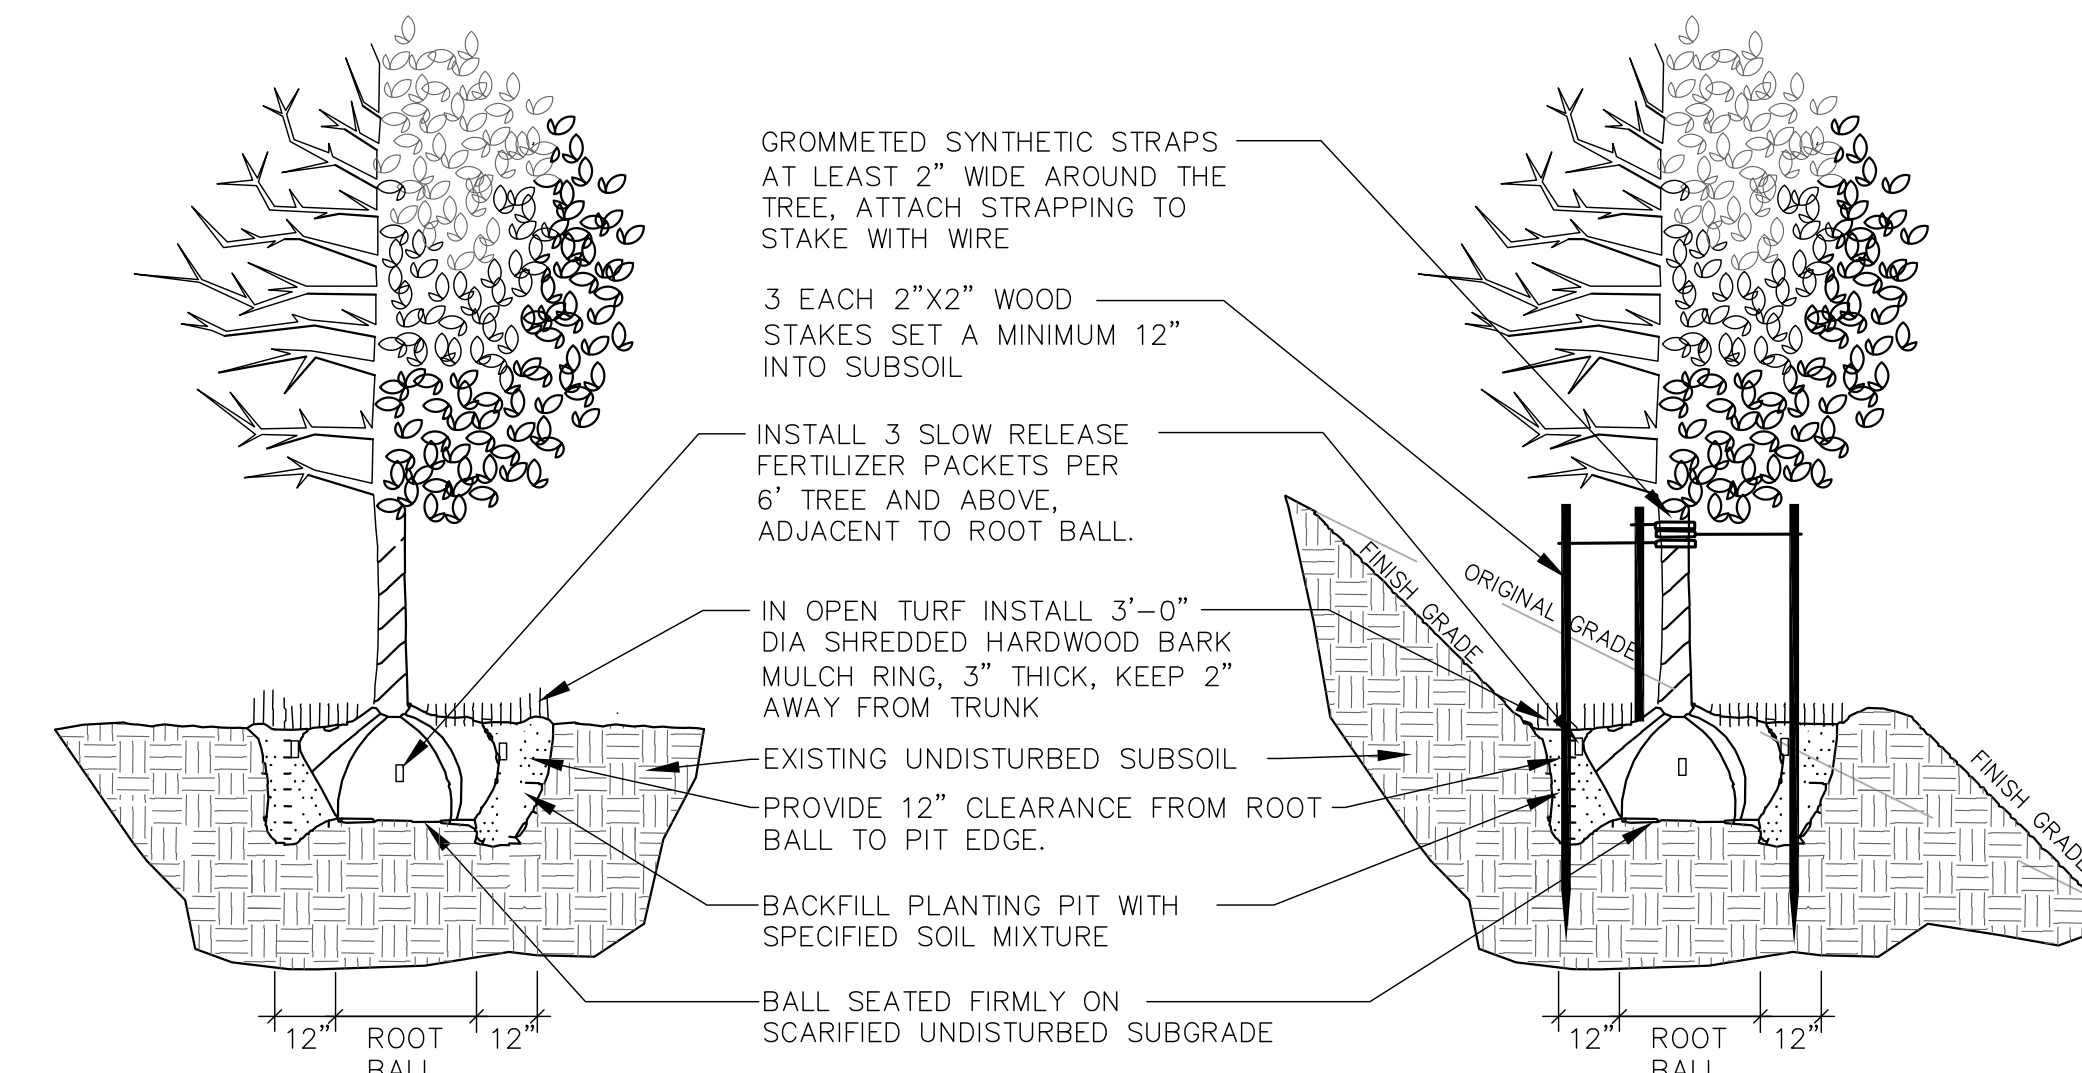 GROMMETED SYNTHETIC STRAPS
AT LEAST 2” WIDE AROUND THE
TREE, ATTACH STRAPPING TO
STAKE WITH WIRE
3 EACH 2”X2” WOOD
STAKES SET A MINIMUM 12”
INTO SUBSOIL
INSTALL 3 SLOW RELEASE
FERTILIZER PACKETS PER
6’ TREE AND ABOVE,
ADJACENT TO ROOT BALL.
IN OPEN TURF INSTALL 3’–0”
DIA SHREDDED HARDWOOD BARK
MULCH RING, 3” THICK, KEEP 2”
AWAY FROM TRUNK
EXISTING UNDISTURBED SUBSOIL
PROVIDE 12” CLEARANCE FROM ROOT
BALL TO PIT EDGE.
BACKFILL PLANTING PIT WITH
SPECIFIED SOIL MIXTURE
BALL SEATED FIRMLY ON
SCARIFIED UNDISTURBED SUBGRADE
12”
ROOT
BALL
12”
FINISH GRADE
ORIGINAL GRADE
FINISH GRADE
12”
ROOT
BALL
12”